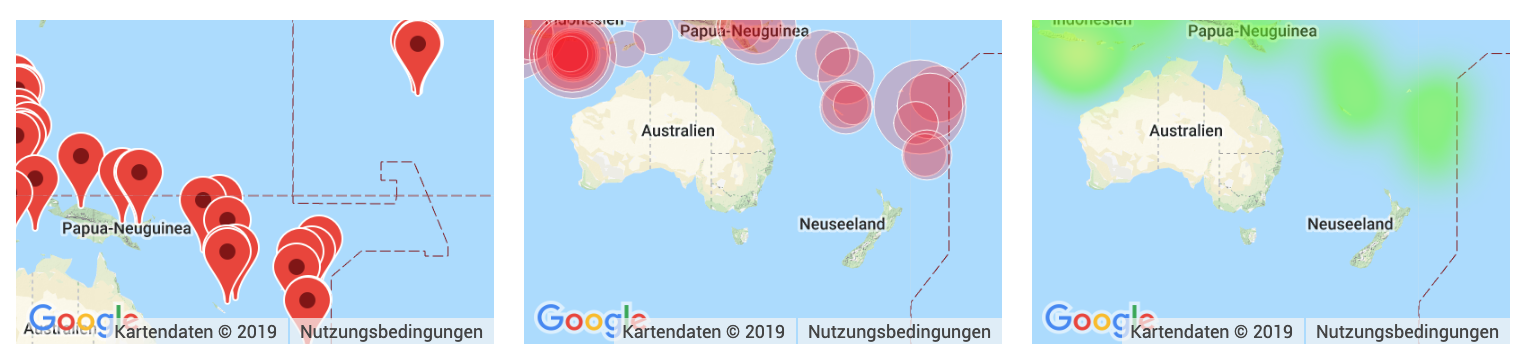 Papua-Neuguinea
Australien
Google
Kartendaten © 2019
Nutzungsbedingungen
Indonesien
Papua-Neuguinea
Australien
Neuseeland
Google
Kartendaten © 2019
Nutzungsbedingungen
Indonesien
Papua-Neuguinea
Australien
Neuseeland
Google
Kartendaten © 2019
Nutzungsbedingungen